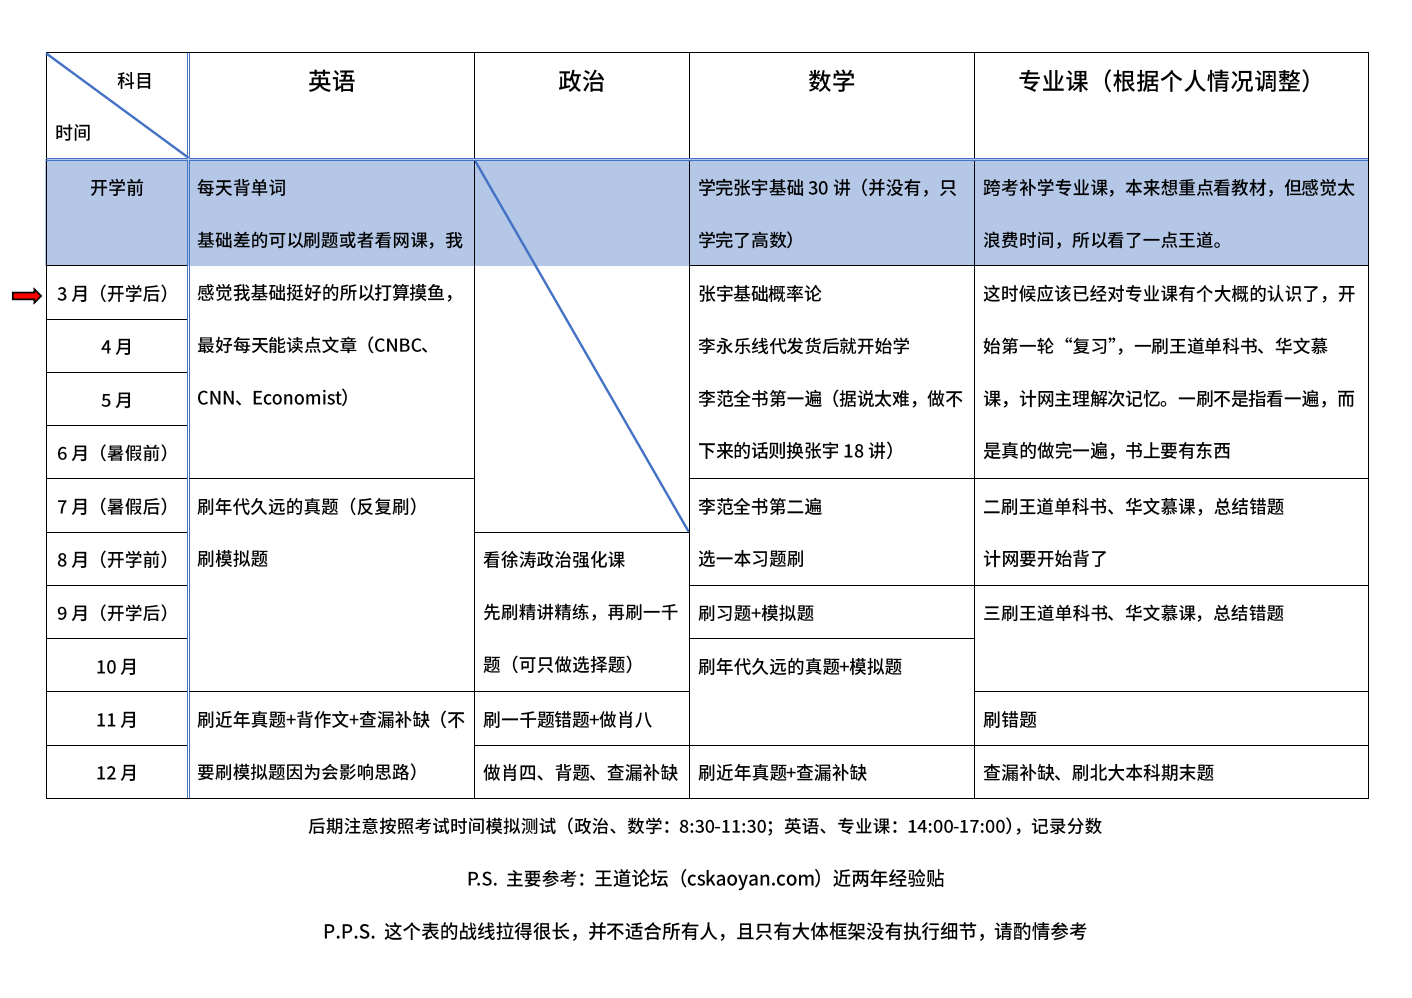 科目
时间
英语
政治
数学
专业课（根据个人情况调整）
开学前
每天背单词
基础差的可以刷题或者看网课，我
感觉我基础挺好的所以打算摸鱼，
最好每天能读点文章（CNBC、
CNN、Economist）
学完张宇基础 30 讲（并没有，只
学完了高数）
跨考补学专业课，本来想重点看教材，但感觉太
浪费时间，所以看了一点王道。
3 月（开学后）
4 月
5 月
6 月（暑假前）
张宇基础概率论
李永乐线代发货后就开始学
李范全书第一遍（据说太难，做不
下来的话则换张宇 18 讲）
这时候应该已经对专业课有个大概的认识了，开
始第一轮“复习”，一刷王道单科书、华文慕
课，计网主理解次记忆。一刷不是指看一遍，而
是真的做完一遍，书上要有东西
7 月（暑假后）
8 月（开学前）
9 月（开学后）
10 月
刷年代久远的真题（反复刷）
刷模拟题
看徐涛政治强化课
先刷精讲精练，再刷一千
题（可只做选择题）
李范全书第二遍
选一本习题刷
刷习题+模拟题
刷年代久远的真题+模拟题
二刷王道单科书、华文慕课，总结错题
计网要开始背了
三刷王道单科书、华文慕课，总结错题
11 月
12 月
刷近年真题+背作文+查漏补缺（不
要刷模拟题因为会影响思路）
刷一千题错题+做肖八
做肖四、背题、查漏补缺
刷近年真题+查漏补缺
刷错题
查漏补缺、刷北大本科期末题
后期注意按照考试时间模拟测试（政治、数学：8:30-11:30；英语、专业课：14:00-17:00），记录分数
P.S. 主要参考：王道论坛（cskaoyan.com）近两年经验贴
P.P.S. 这个表的战线拉得很长，并不适合所有人，且只有大体框架没有执行细节，请酌情参考